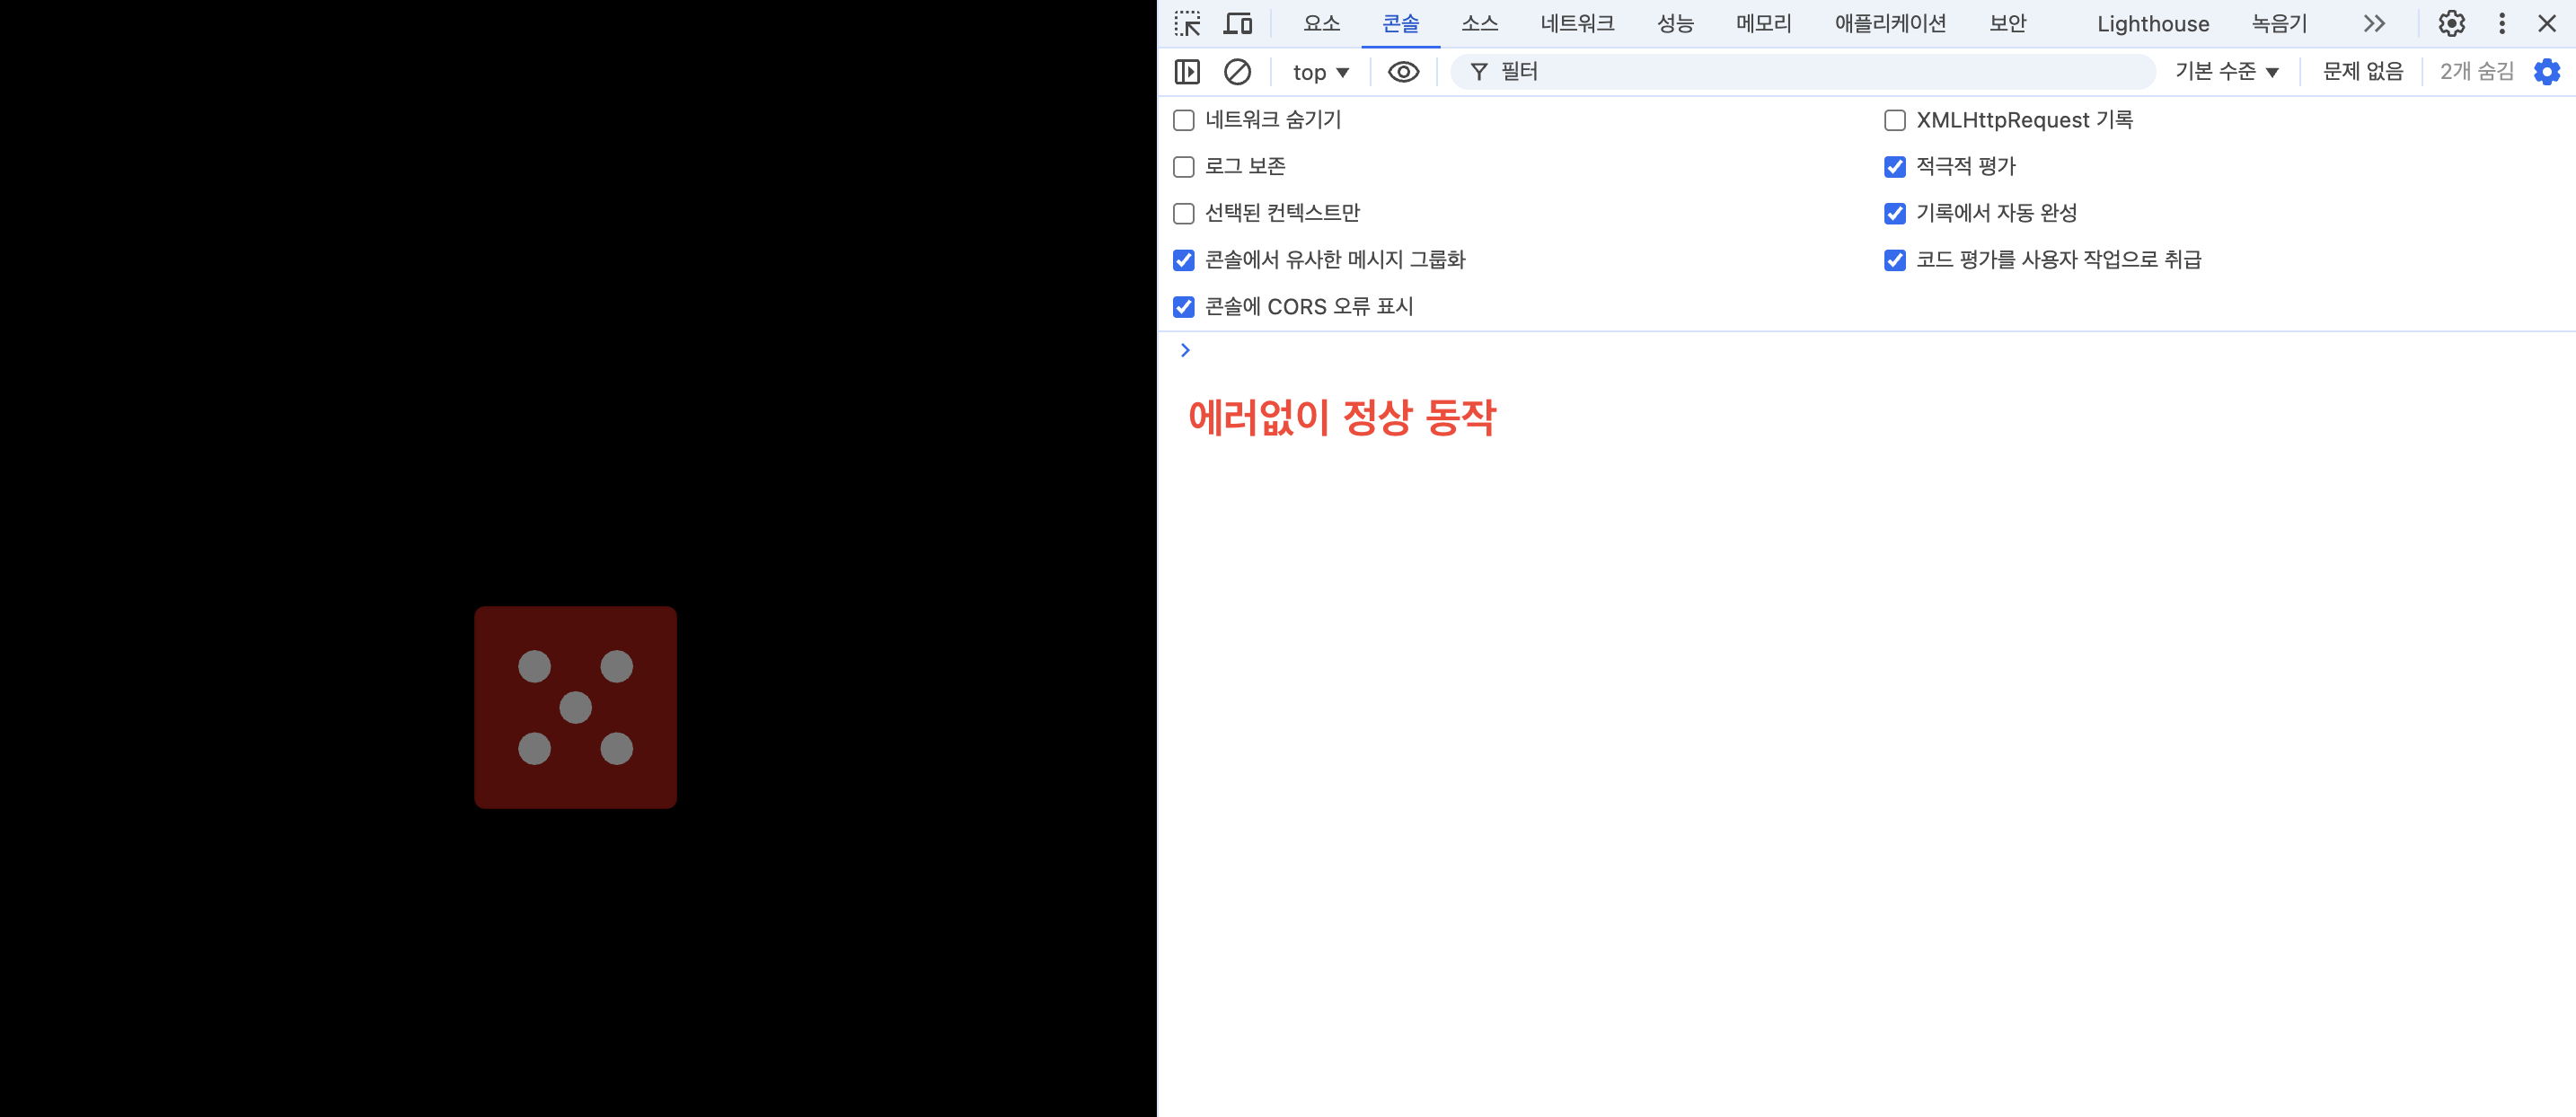 요소 콘솔 소스 네트워크 성능 메모리 애플리케이션 보안 Lighthouse 녹음기
top ▼ 필터 기본 수준 ▼ 문제 없음 2개 숨김
네트워크 숨기기 XMLHttpRequest 기록
로그 보존 적극적 평가
선택된 컨텍스트만 기록에서 자동 완성
콘솔에서 유사한 메시지 그룹화 코드 평가를 사용자 작업으로 취급
콘솔에 CORS 오류 표시
에러없이 정상 동작